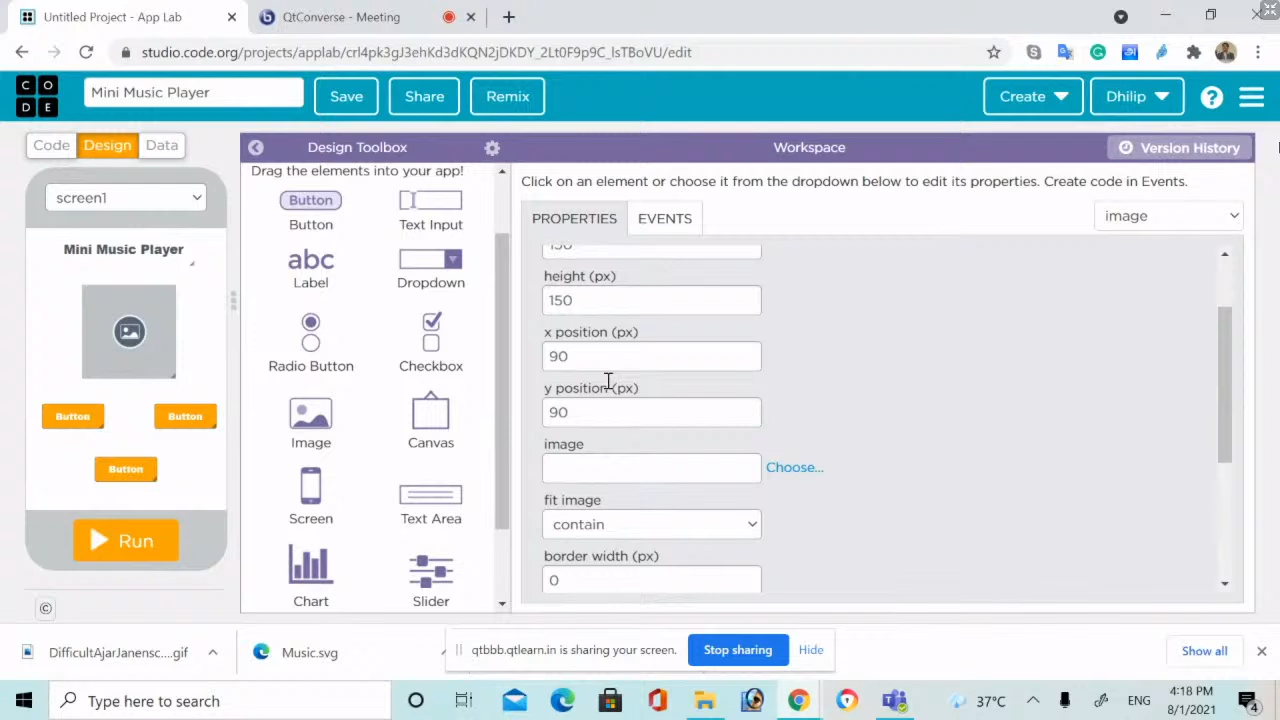 Untitled Project - App Lab
QtConverse - Meeting
studio.code.org/projects/applab/crl4pk3gJ3ehKd3dKQN2jDKDY_2Lt0F9p9C_lsTBoVU/edit
CODE
Mini Music Player
Save
Share
Remix
Create
Dhilip
?
Code
Design
Data
Design Toolbox
Workspace
Version History
Drag the elements into your app!
Click on an element or choose it from the dropdown below to edit its properties. Create code in Events.
screen1
PROPERTIES
EVENTS
image
Mini Music Player
Button
Button
Button
Run
Button
Button
Text Input
abc
Label
Dropdown
Radio Button
Checkbox
Image
Canvas
Screen
Text Area
Chart
Slider
150
height (px)
150
x position (px)
90
y position (px)
90
image
Choose...
fit image
contain
border width (px)
0
©
DifficultAjarJanensc....gif
Music.svg
qtbbb.qtlearn.in is sharing your screen.
Stop sharing
Hide
Show all
Type here to search
37°C
ENG
4:18 PM
8/1/2021
4